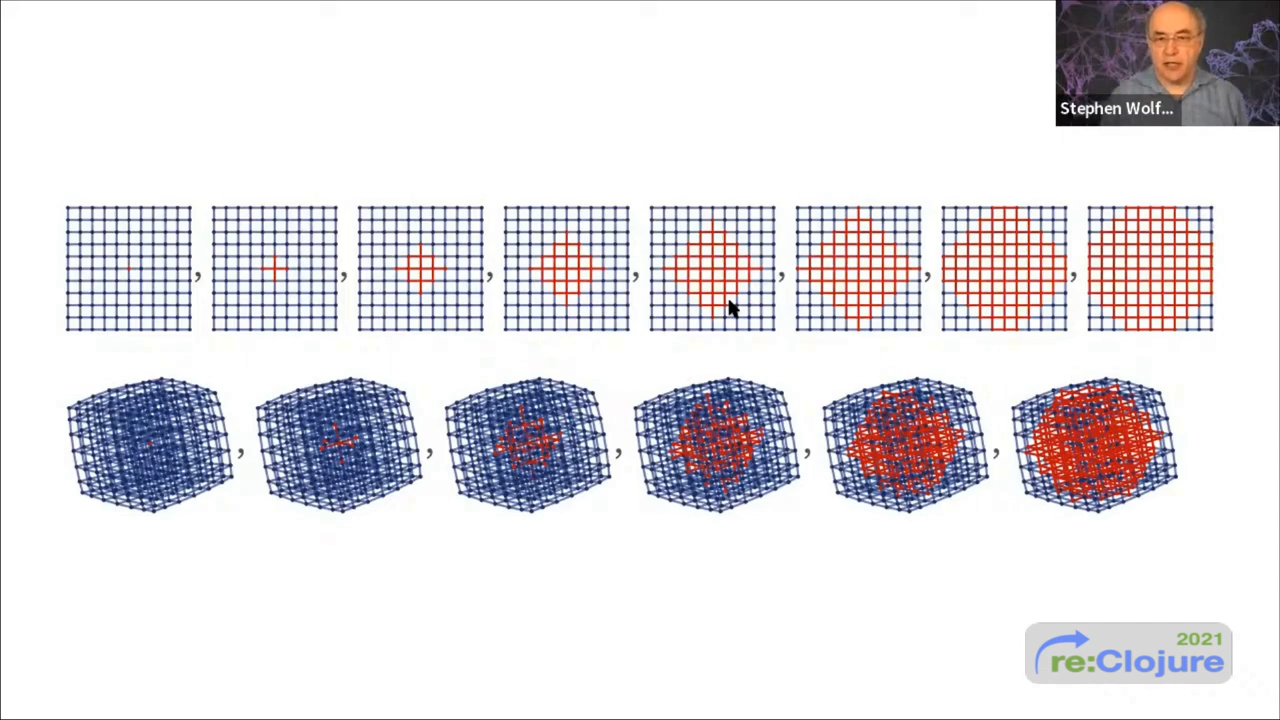 Stephen Wolf...
, , , , , , ,
, , , , ,
2021
re:Clojure